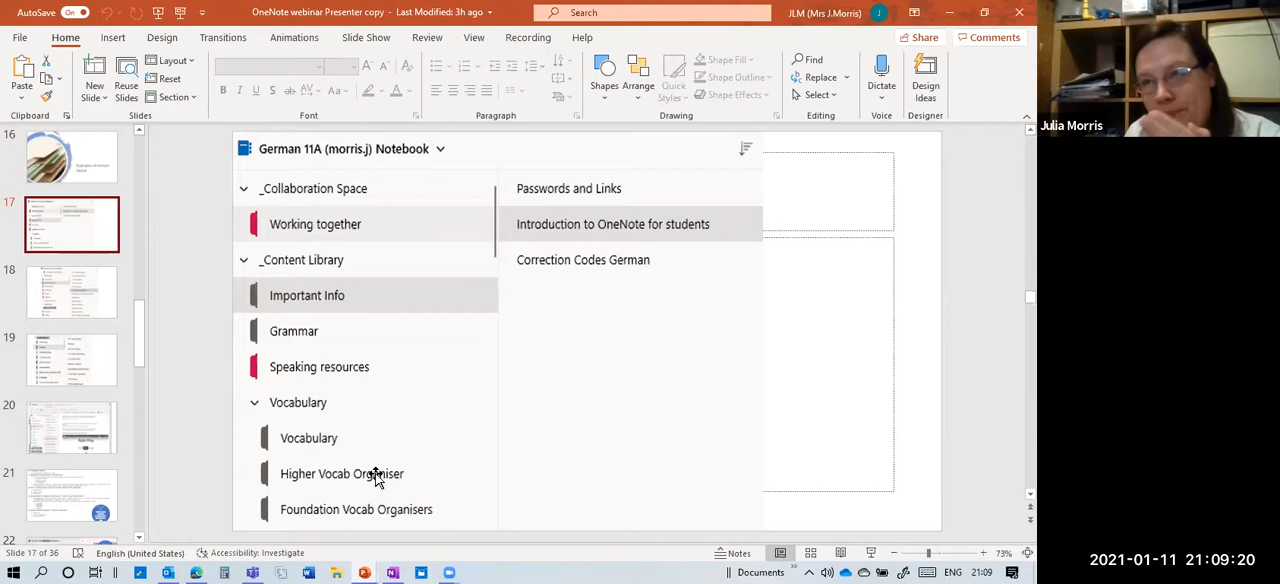 AutoSave On
OneNote webinar Presenter copy - Last Modified: 3h ago
Search
JLM (Mrs J.Morris) J
File Home Insert Design Transitions Animations Slide Show Review View Recording Help Share Comments
Paste
New Slide
Reuse Slides
Layout
Reset
Section
B I U S ab AV Aa A
Shapes
Arrange
Quick Styles
Shape Fill
Shape Outline
Shape Effects
Find
Replace
Select
Dictate
Design Ideas
Clipboard Slides Font Paragraph Drawing Editing Voice Designer
Julia Morris
16
17
18
19
20
21
22
German 11A (morris.j) Notebook
_Collaboration Space
Working together
_Content Library
Important Info
Grammar
Vocabulary
Vocabulary
Higher Vocab Organiser
Foundation Vocab Organisers
Passwords and Links
Introduction to OneNote for students
Correction Codes German
Slide 17 of 36 English (United States) Accessibility: Investigate Notes 73%
Documents ENG 21:09
2021-01-11 21:09:20